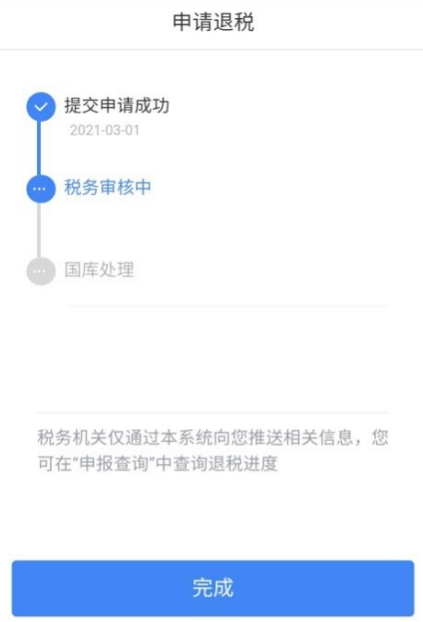 申请退税
提交申请成功
2021-03-01
税务审核中
国库处理
税务机关仅通过本系统向您推送相关信息，您
可在“申报查询”中查询退税进度
完成